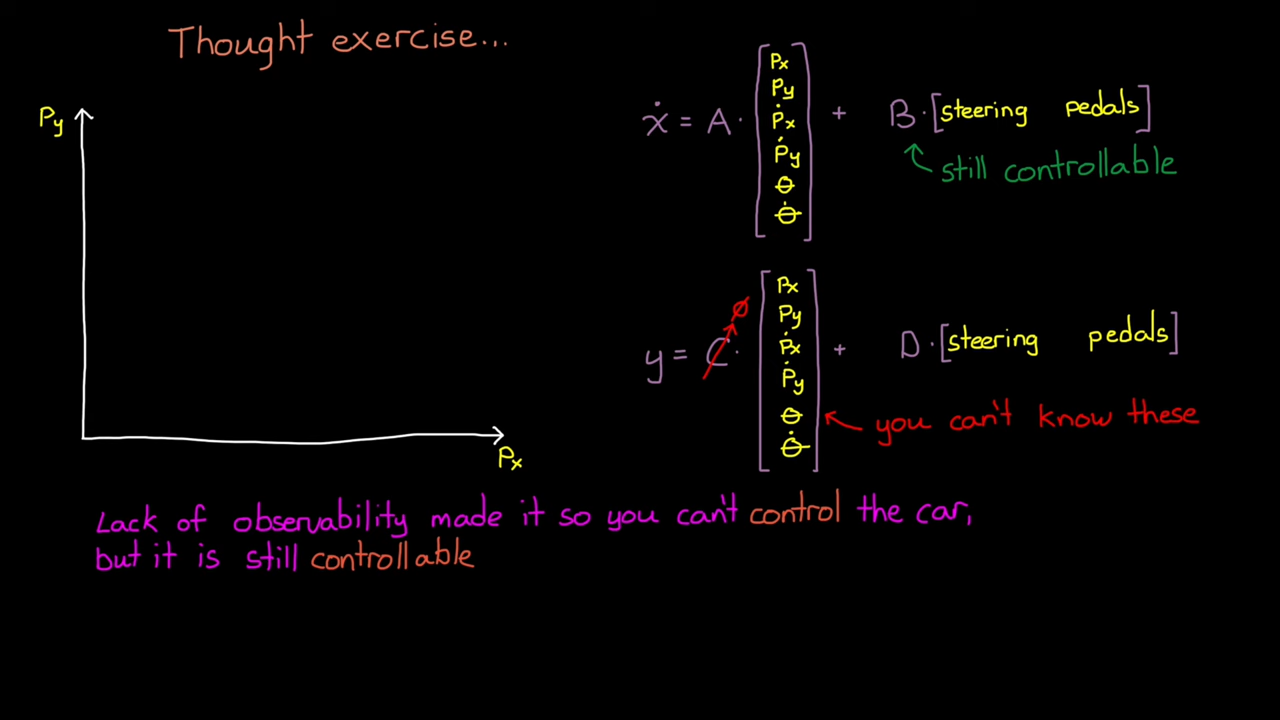 Thought exercise...
Py
Px
ẋ = A · [Px Py Ṗx Ṗy θ θ̇] + B · [steering pedals]
still controllable
y = C · [Px Py Ṗx Ṗy θ θ̇] + D · [steering pedals]
Ø
you can't know these
Lack of observability made it so you can't control the car,
but it is still controllable